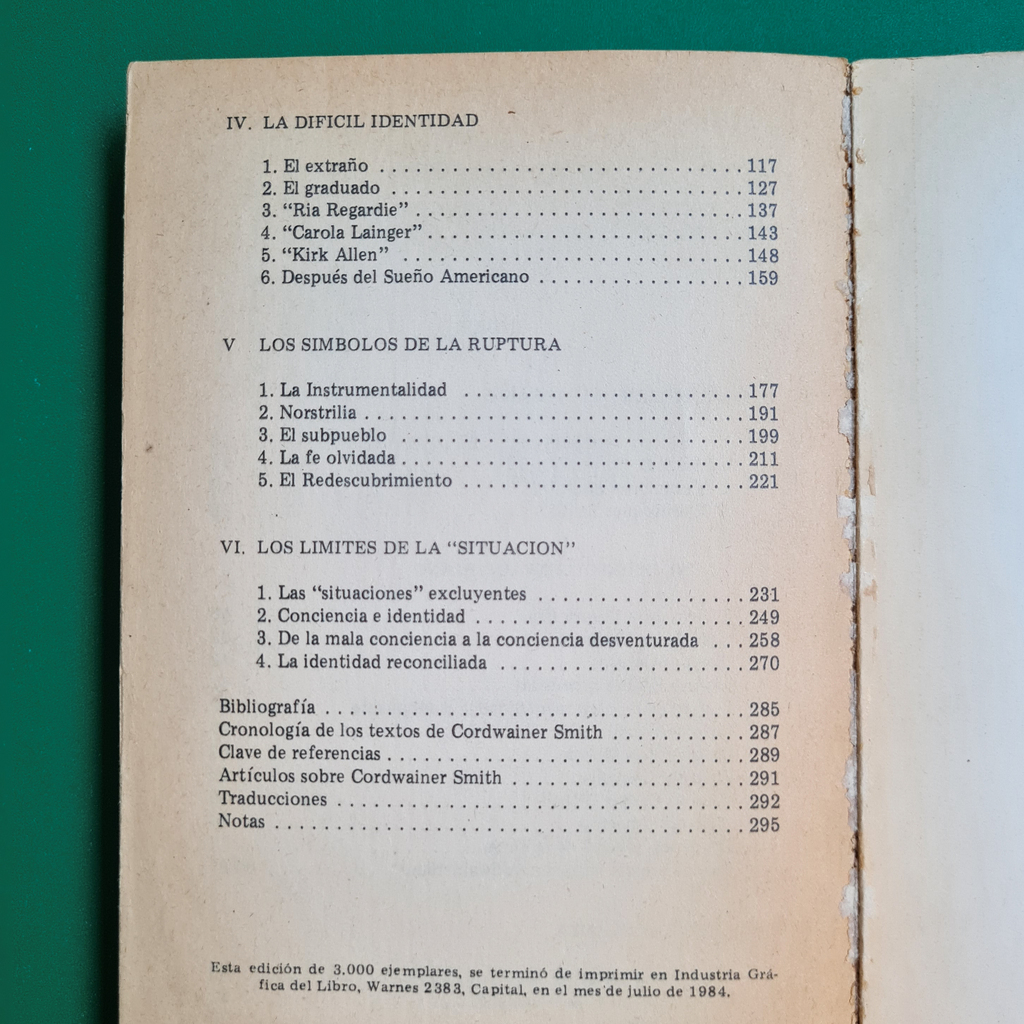 IV. LA DIFICIL IDENTIDAD
1. El extraño . . . . . . . . . . . . . . . . . . . . . . . . . . . . . . 117
2. El graduado . . . . . . . . . . . . . . . . . . . . . . . . . . . . . 127
3. “Ria Regardie” . . . . . . . . . . . . . . . . . . . . . . . . . . . 137
4. “Carola Lainger” . . . . . . . . . . . . . . . . . . . . . . . . . . 143
5. “Kirk Allen” . . . . . . . . . . . . . . . . . . . . . . . . . . . . 148
6. Después del Sueño Americano . . . . . . . . . . . . . . . . . 159
V LOS SIMBOLOS DE LA RUPTURA
1. La Instrumentalidad . . . . . . . . . . . . . . . . . . . . . . . 177
2. Norstrilia . . . . . . . . . . . . . . . . . . . . . . . . . . . . . . . 191
3. El subpueblo . . . . . . . . . . . . . . . . . . . . . . . . . . . . 199
4. La fe olvidada . . . . . . . . . . . . . . . . . . . . . . . . . . . . 211
5. El Redescubrimiento . . . . . . . . . . . . . . . . . . . . . . . 221
VI. LOS LIMITES DE LA “SITUACION”
1. Las “situaciones” excluyentes . . . . . . . . . . . . . . . . . 231
2. Conciencia e identidad . . . . . . . . . . . . . . . . . . . . . . 249
3. De la mala conciencia a la conciencia desventurada . . . 258
4. La identidad reconciliada . . . . . . . . . . . . . . . . . . . . 270
Bibliografía . . . . . . . . . . . . . . . . . . . . . . . . . . . . . . . . . . 285
Cronología de los textos de Cordwainer Smith . . . . . . . . . . . 287
Clave de referencias . . . . . . . . . . . . . . . . . . . . . . . . . . . . . 289
Artículos sobre Cordwainer Smith . . . . . . . . . . . . . . . . . . . 291
Traducciones . . . . . . . . . . . . . . . . . . . . . . . . . . . . . . . . . 292
Notas . . . . . . . . . . . . . . . . . . . . . . . . . . . . . . . . . . . . . . 295
Esta edición de 3.000 ejemplares, se terminó de imprimir en Industria Grá-
fica del Libro, Warnes 2383, Capital, en el mes de julio de 1984.